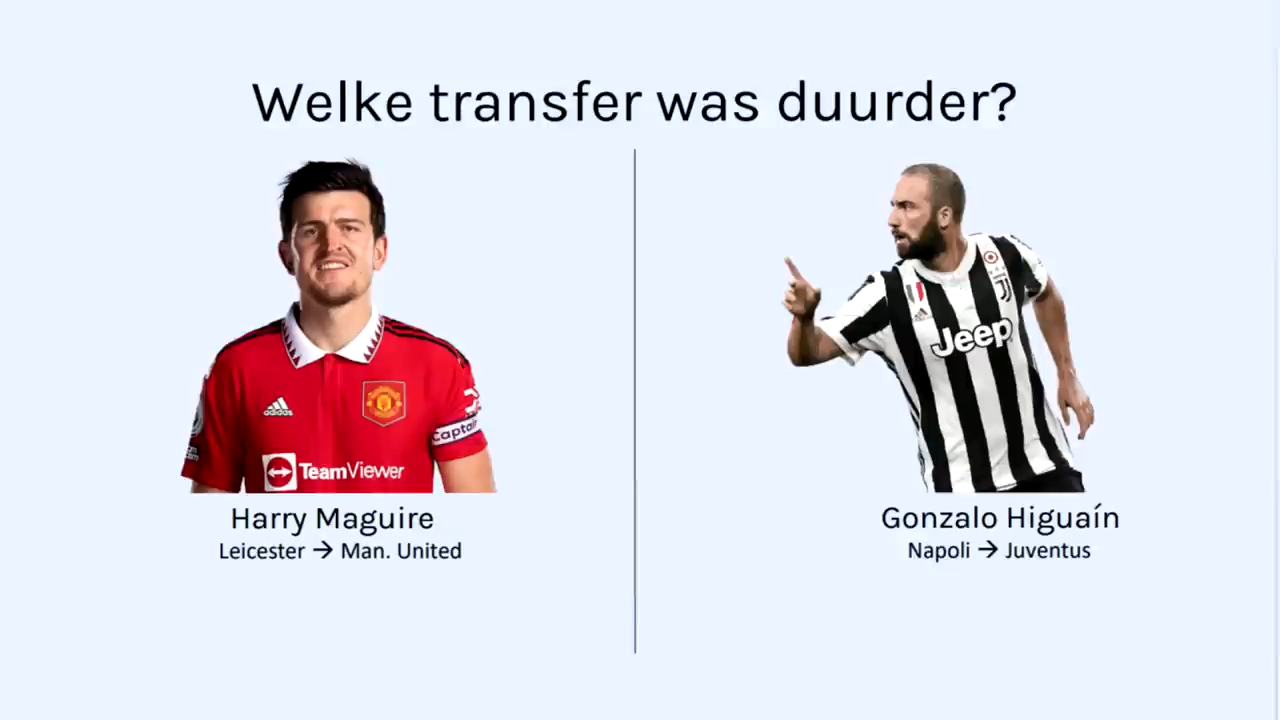 Welke transfer was duurder?
adidas
Captain
TeamViewer
Harry Maguire
Leicester → Man. United
Jeep
Gonzalo Higuaín
Napoli → Juventus